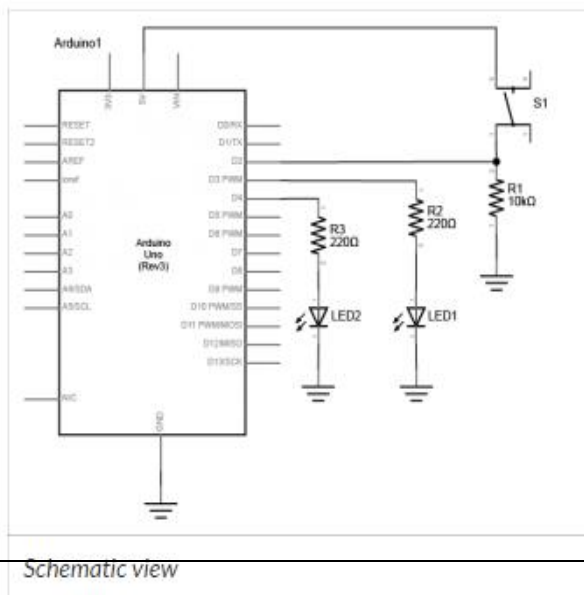 Arduino1
3V3
5V
VIN
RESET
RESET2
AREF
ioref
A0
A1
A2
A3
A4/SDA
A5/SCL
N/C
D0/RX
D1/TX
D2
D3 PWM
D4
D5 PWM
D6 PWM
D7
D8
D9 PWM
D10 PWM/SS
D11 PWM/MOSI
D12/MISO
D13/SCK
Arduino
Uno
(Rev3)
GND
S1
R1
10kΩ
R2
220Ω
R3
220Ω
LED2
LED1
Schematic view